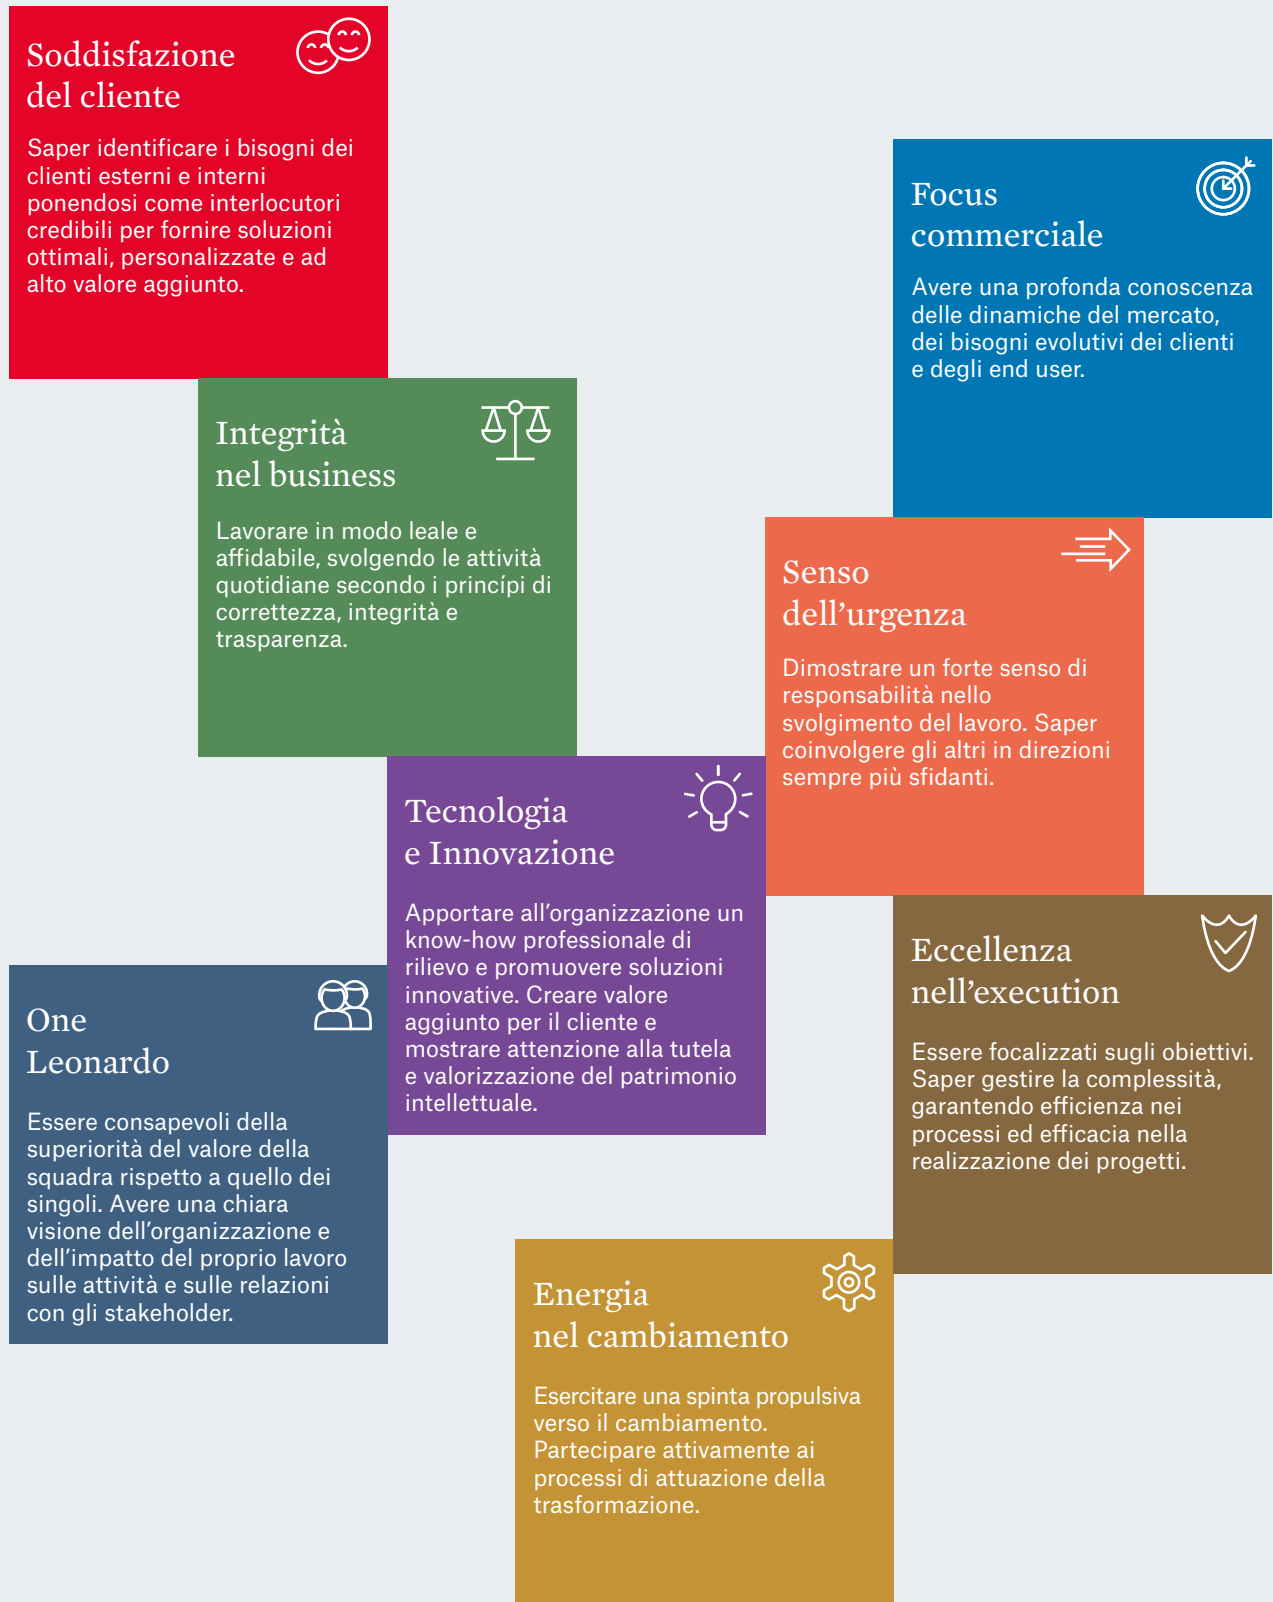 Soddisfazione
del cliente
Saper identificare i bisogni dei
clienti esterni e interni
ponendosi come interlocutori
credibili per fornire soluzioni
ottimali, personalizzate e ad
alto valore aggiunto.
Focus
commerciale
Avere una profonda conoscenza
delle dinamiche del mercato,
dei bisogni evolutivi dei clienti
e degli end user.
Integrità
nel business
Lavorare in modo leale e
affidabile, svolgendo le attività
quotidiane secondo i princípi di
correttezza, integrità e
trasparenza.
Senso
dell’urgenza
Dimostrare un forte senso di
responsabilità nello
svolgimento del lavoro. Saper
coinvolgere gli altri in direzioni
sempre più sfidanti.
Tecnologia
e Innovazione
Apportare all’organizzazione un
know-how professionale di
rilievo e promuovere soluzioni
innovative. Creare valore
aggiunto per il cliente e
mostrare attenzione alla tutela
e valorizzazione del patrimonio
intellettuale.
Eccellenza
nell’execution
Essere focalizzati sugli obiettivi.
Saper gestire la complessità,
garantendo efficienza nei
processi ed efficacia nella
realizzazione dei progetti.
One
Leonardo
Essere consapevoli della
superiorità del valore della
squadra rispetto a quello dei
singoli. Avere una chiara
visione dell’organizzazione e
dell’impatto del proprio lavoro
sulle attività e sulle relazioni
con gli stakeholder.
Energia
nel cambiamento
Esercitare una spinta propulsiva
verso il cambiamento.
Partecipare attivamente ai
processi di attuazione della
trasformazione.